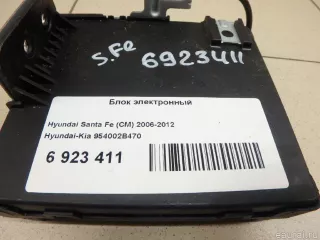 S.Fe
6923411
Блок электронный
Hyundai Santa Fe (CM) 2006-2012
Hyundai-Kia 954002B470
6 923 411